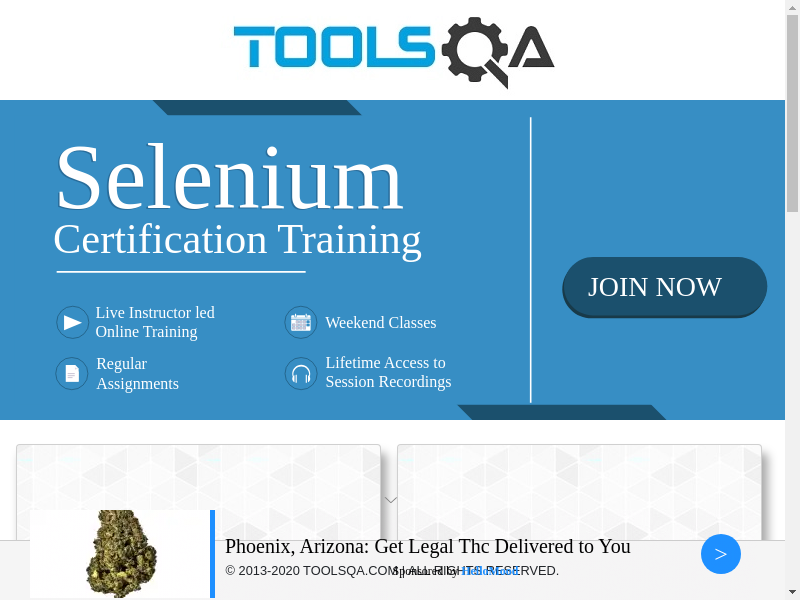 TOOLSQA
Selenium
Certification Training
JOIN NOW
Live Instructor led
Online Training
Weekend Classes
Regular
Assignments
Lifetime Access to
Session Recordings
Phoenix, Arizona: Get Legal Thc Delivered to You
>
© 2013-2020 TOOLSQA.COM | ALL RIGHTS RESERVED.
Sponsored by